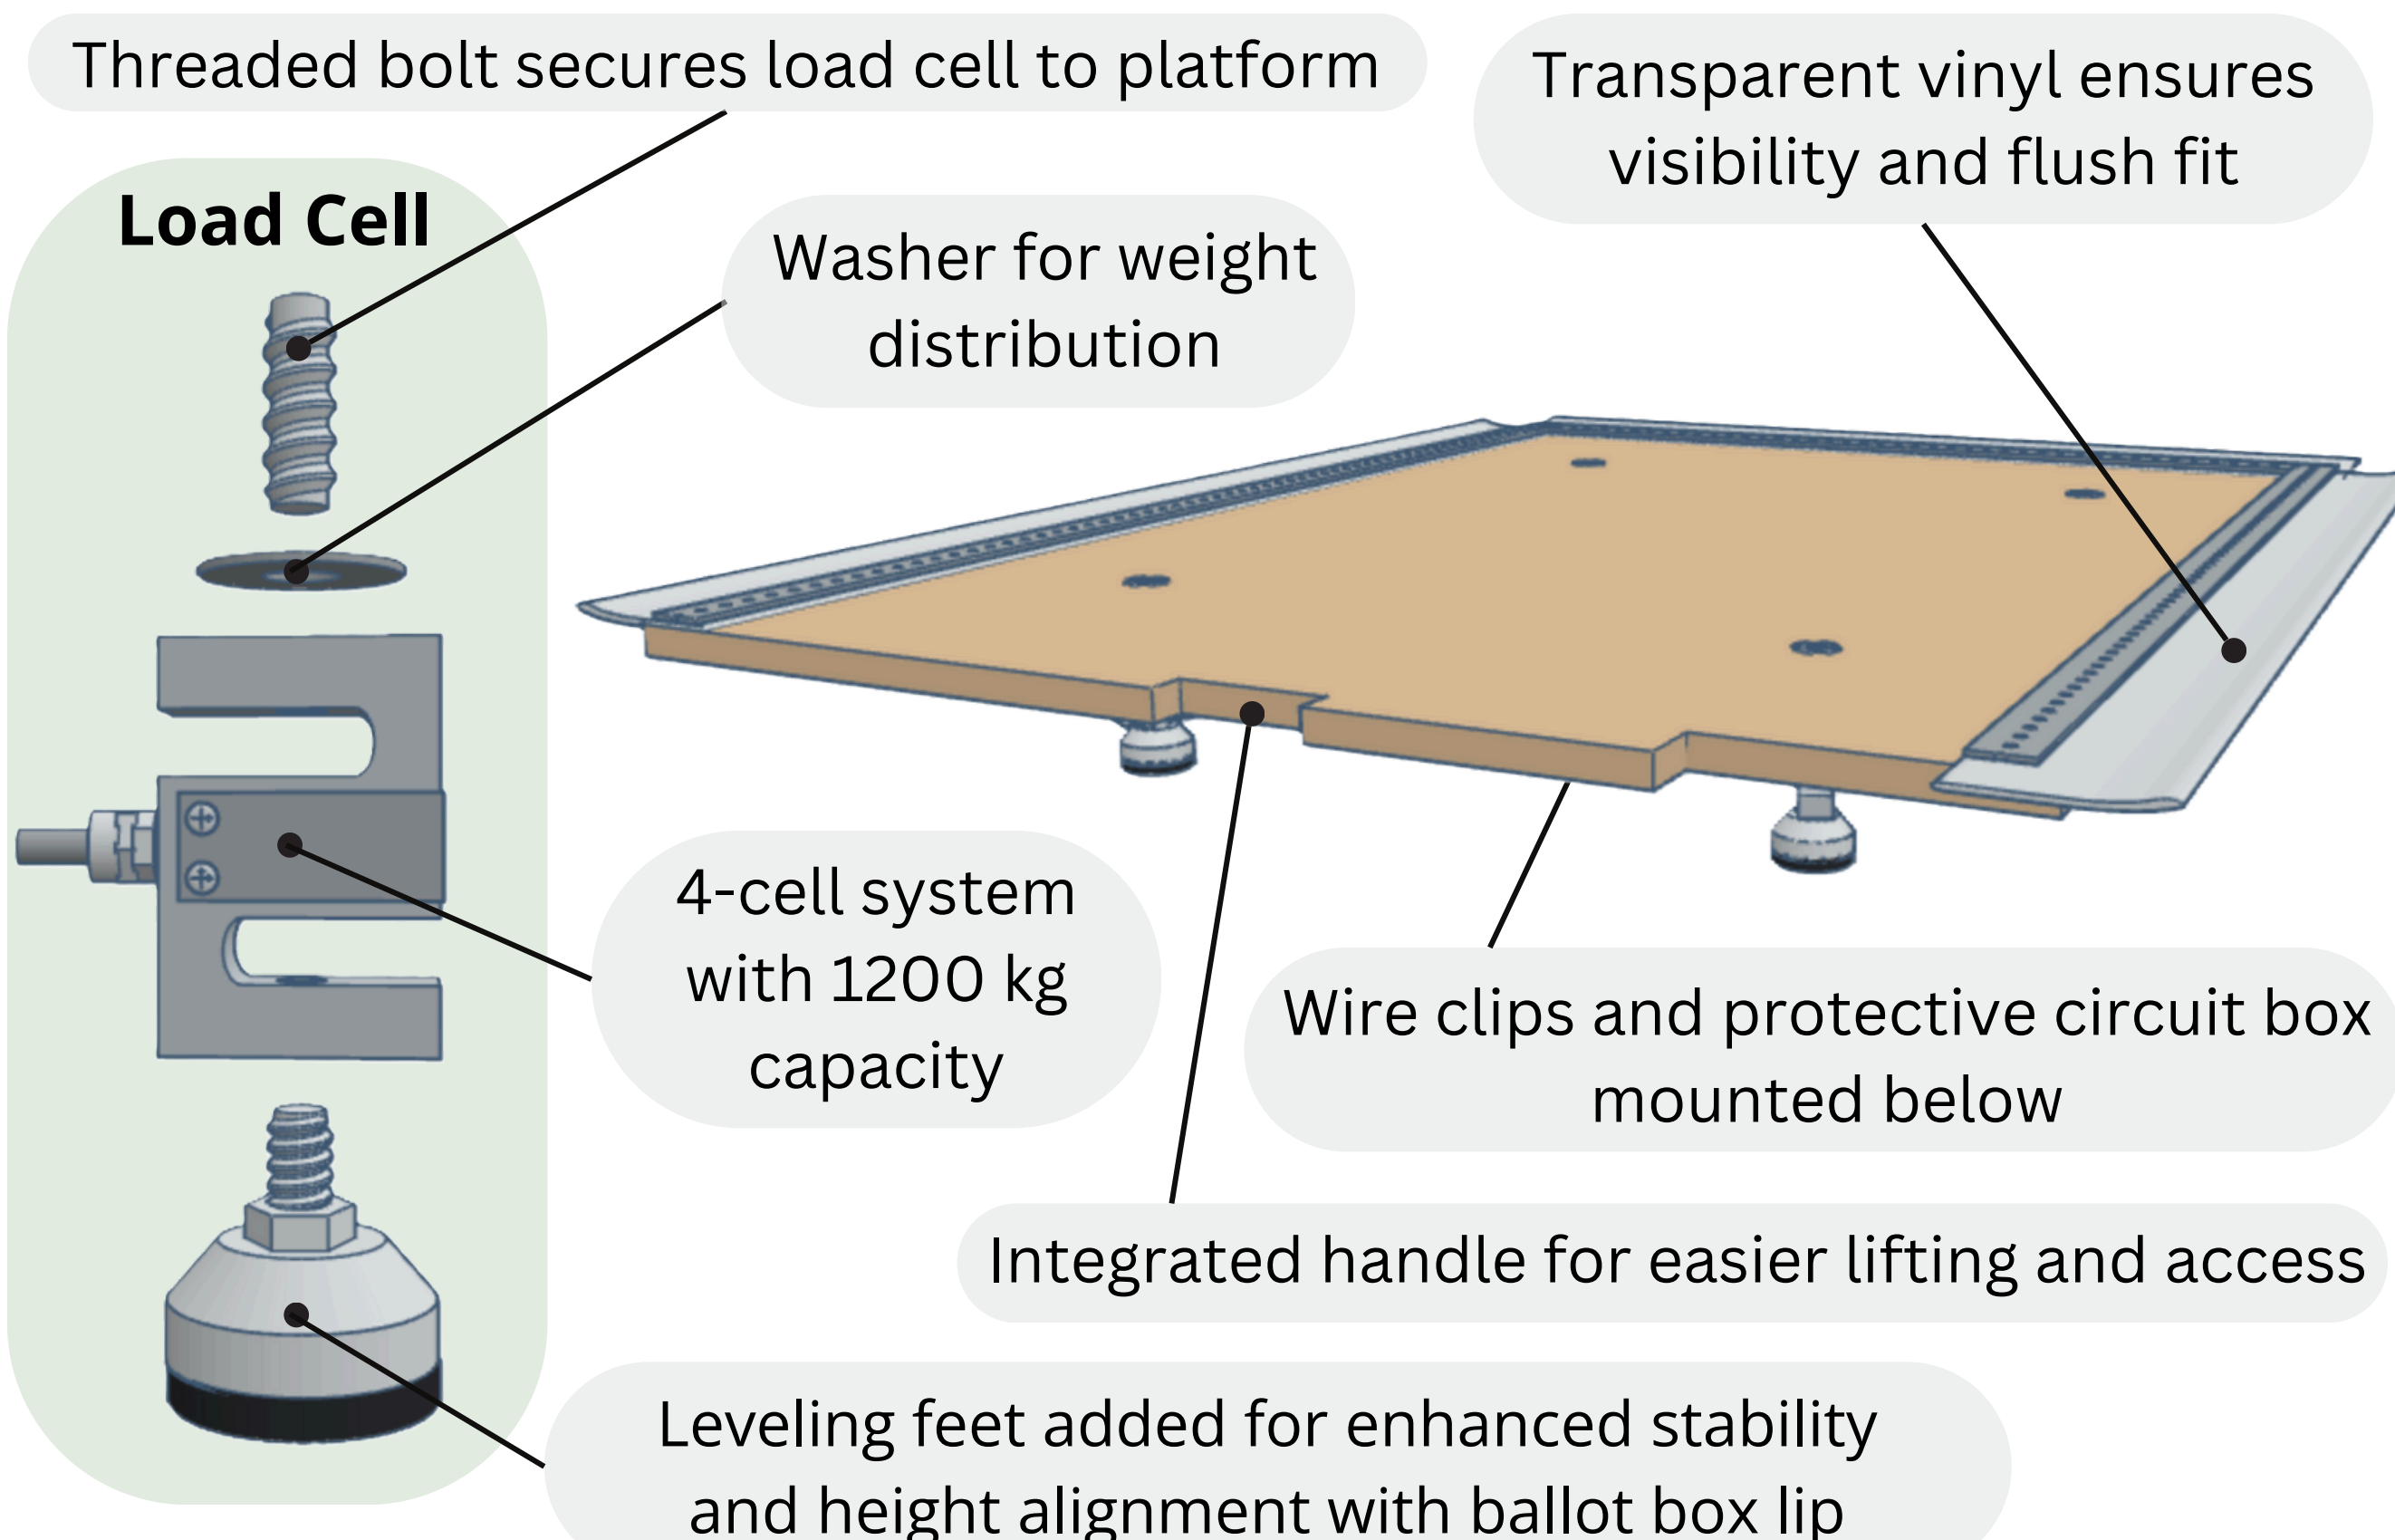 Threaded bolt secures load cell to platform
Transparent vinyl ensures
visibility and flush fit
Load Cell
Washer for weight
distribution
4-cell system
with 1200 kg
capacity
Wire clips and protective circuit box
mounted below
Integrated handle for easier lifting and access
Leveling feet added for enhanced stability
and height alignment with ballot box lip